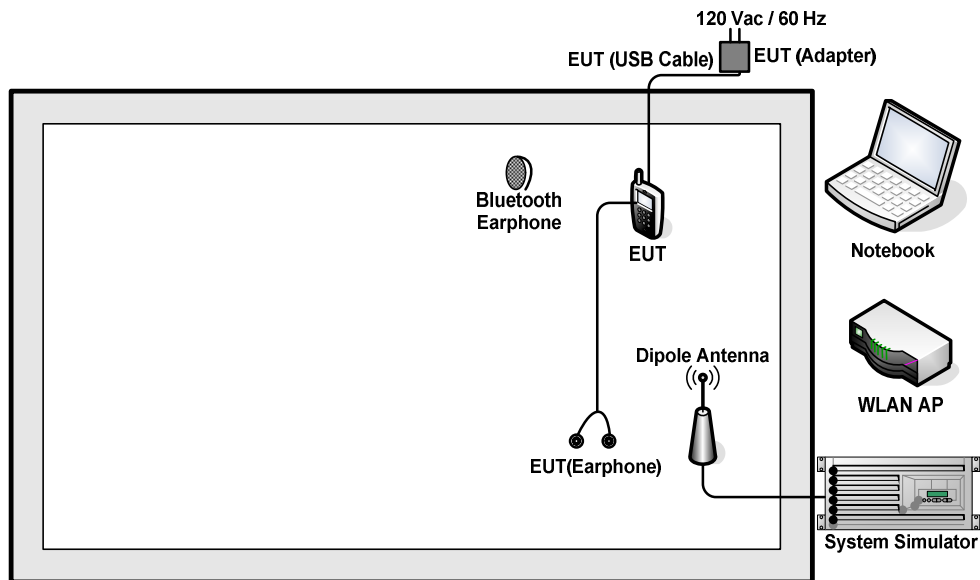 120 Vac / 60 Hz
EUT (USB Cable)
EUT (Adapter)
Bluetooth
Earphone
EUT
Notebook
Dipole Antenna
WLAN AP
EUT(Earphone)
System Simulator